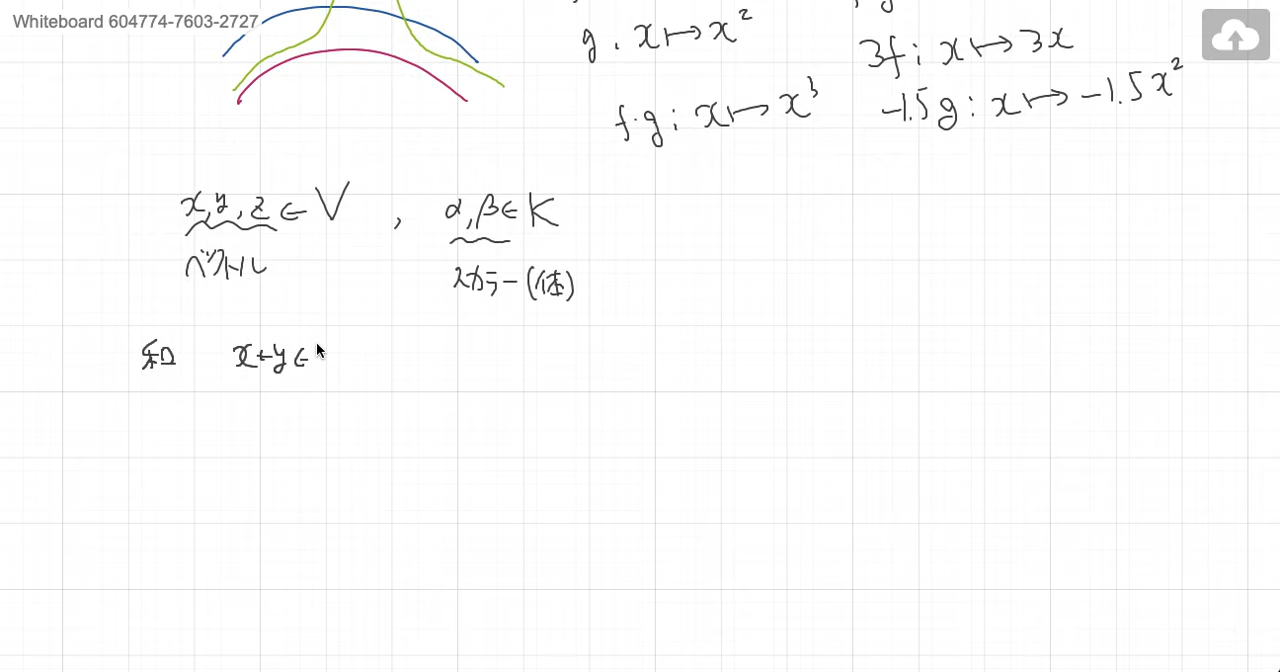 Whiteboard 604774-7603-2727
g: x↦x²
3f: x↦3x
f·g: x↦x³
-1.5g: x↦-1.5x²
x, y, z ∈ V , α, β ∈ K
ベクトル
スカラー(体)
和 x+y∈